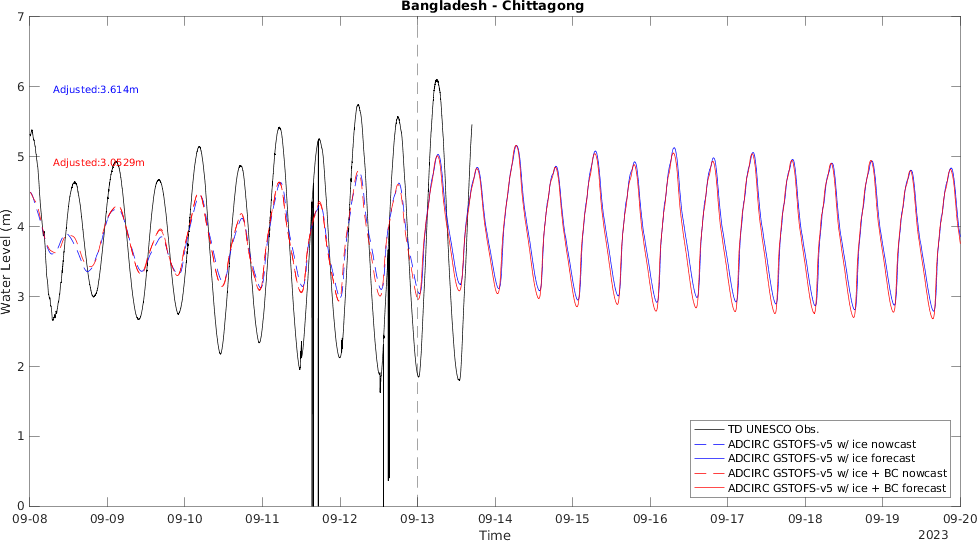 Bangladesh - Chittagong
7
6
5
4
3
2
1
0
Water Level (m)
Adjusted:3.614m
Adjusted:3.0529m
TD UNESCO Obs.
ADCIRC GSTOFS-v5 w/ ice nowcast
ADCIRC GSTOFS-v5 w/ ice forecast
ADCIRC GSTOFS-v5 w/ ice + BC nowcast
ADCIRC GSTOFS-v5 w/ ice + BC forecast
09-08 09-09 09-10 09-11 09-12 09-13 09-14 09-15 09-16 09-17 09-18 09-19 09-20
Time
2023